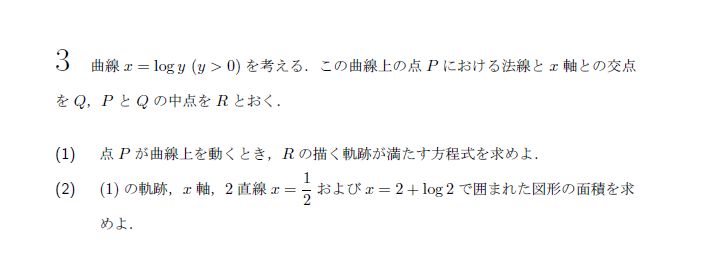 3 曲線 x = log y (y > 0) を考える．この曲線上の点 P における法線と x 軸との交点
を Q，P と Q の中点を R とおく．
(1) 点 P が曲線上を動くとき，R の描く軌跡が満たす方程式を求めよ．
(2) (1) の軌跡，x 軸，2 直線 x = 1/2 および x = 2 + log 2 で囲まれた図形の面積を求
めよ．